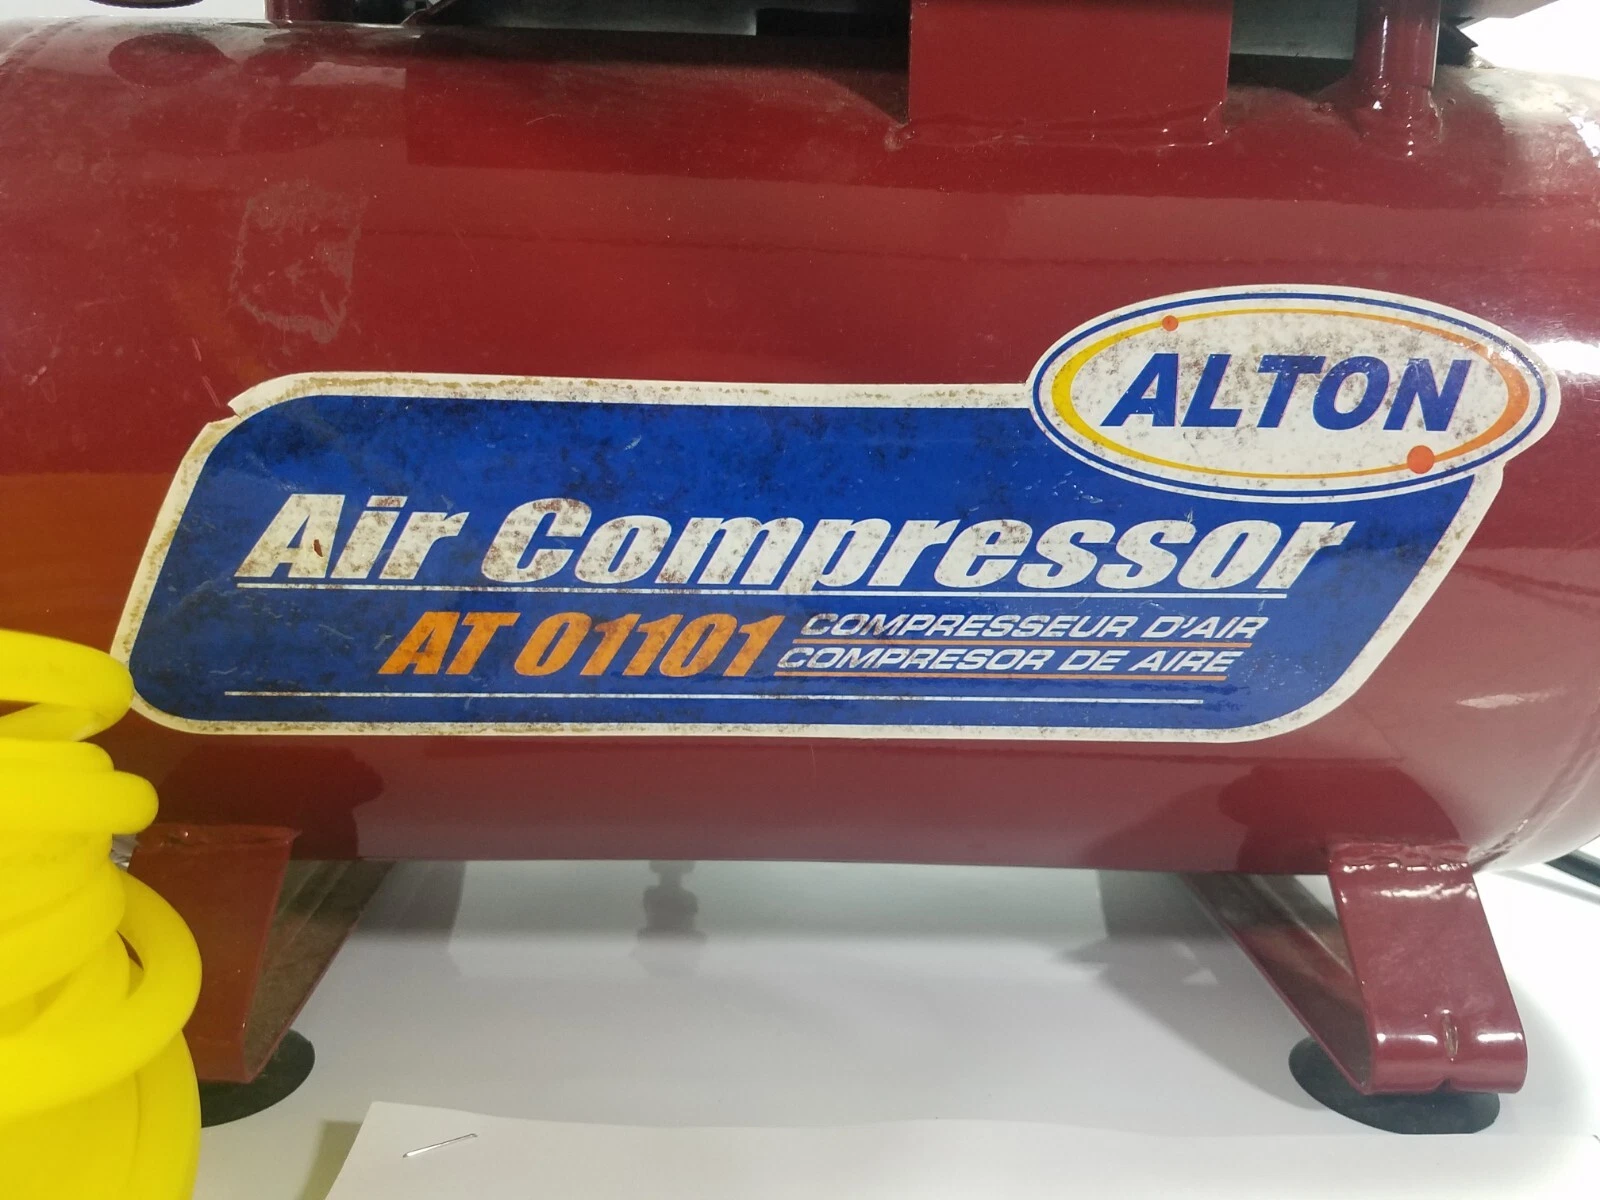 ALTON
Air Compressor
AT 01101
COMPRESSEUR D'AIR
COMPRESOR DE AIRE